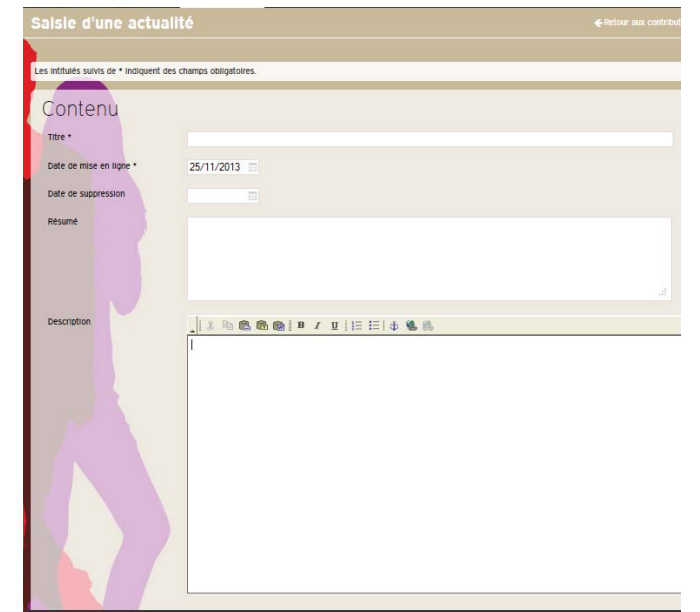 Saisie d'une actualité
Retour aux contribut
Les intitulés suivis de * indiquent des champs obligatoires.
Contenu
Titre *
Date de mise en ligne *
25/11/2013
Date de suppression
Résumé
Description
B I U